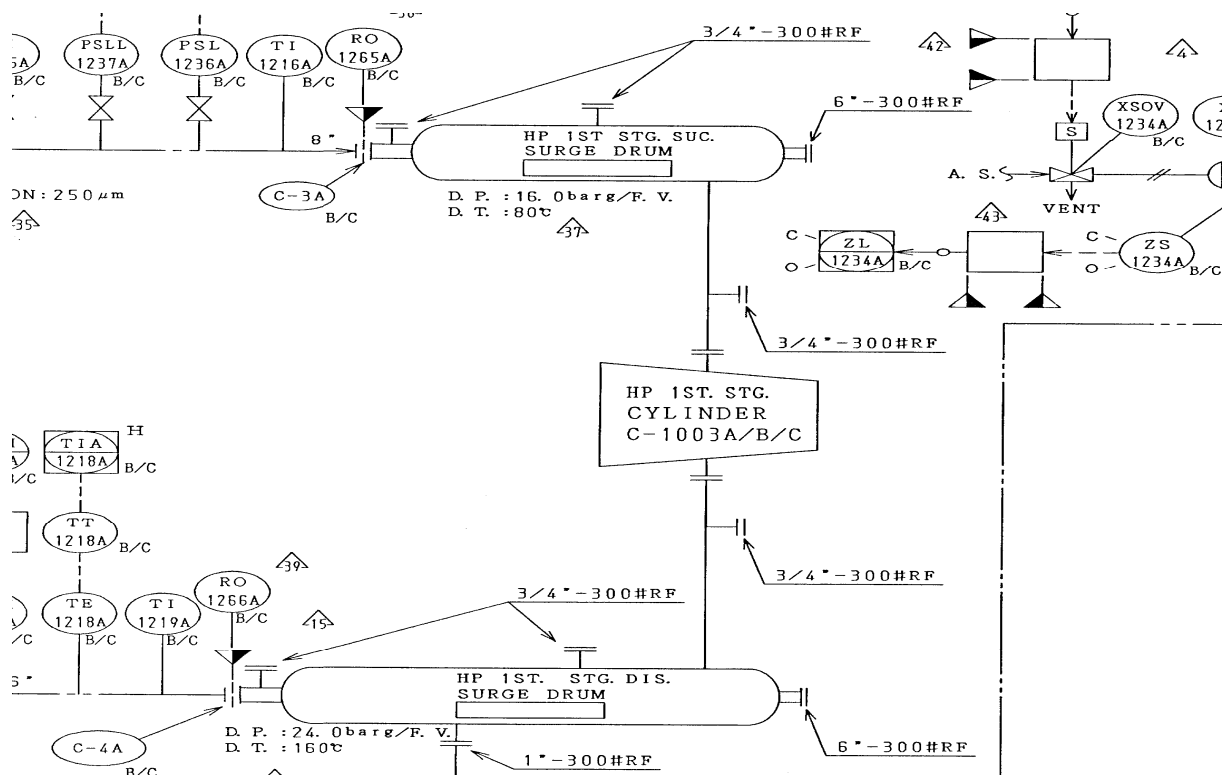 3/4"-300#RF
42
4
PSLL
1237A
B/C
PSL
1236A
B/C
TI
1216A
B/C
RO
1265A
B/C
B/C
6"-300#RF
XSOV
1234A
B/C
S
8"
HP 1ST STG. SUC.
SURGE DRUM
A. S.
VENT
C-3A
B/C
D. P. :16. 0barg/F. V.
D. T. :80℃
ON:250μm
35
37
43
C
ZL
1234A
O
B/C
C
ZS
1234A
O
B/C
3/4"-300#RF
HP 1ST. STG.
CYLINDER
C-1003A/B/C
H
TIA
1218A
B/C
B/C
TT
1218A
B/C
3/4"-300#RF
39
RO
1266A
B/C
3/4"-300#RF
TE
1218A
B/C
TI
1219A
B/C
B/C
15
6"
HP 1ST. STG. DIS.
SURGE DRUM
D. P. :24. 0barg/F. V.
D. T. :160℃
C-4A
B/C
1"-300#RF
6"-300#RF